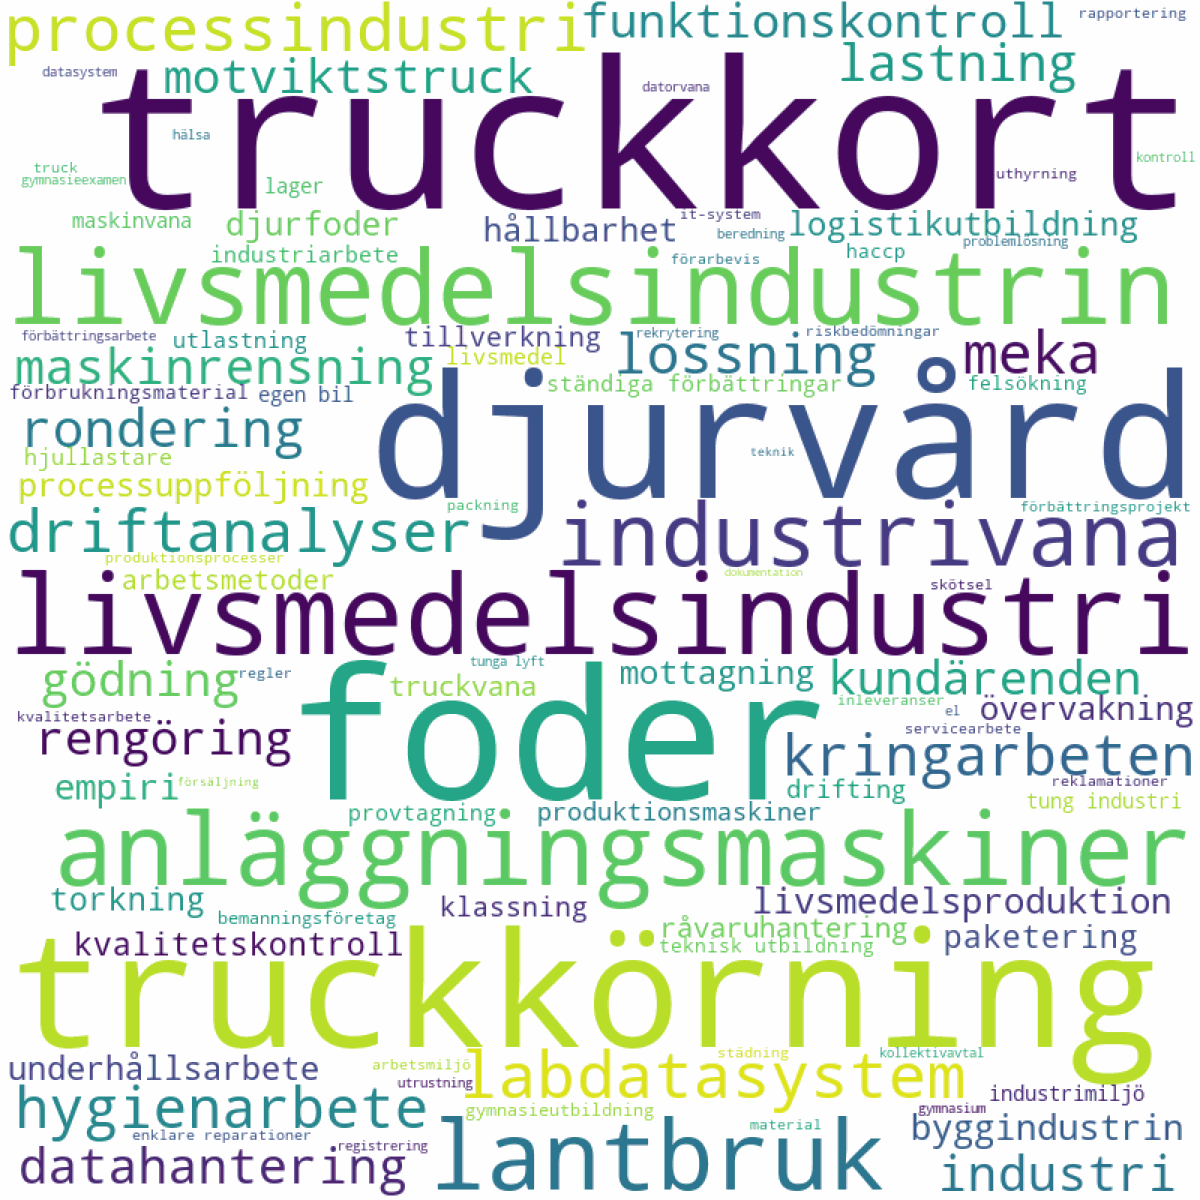 processindustri
funktionskontroll
rapportering
datasystem
motviktstruck
lastning
datorvana
truckkort
hälsa
kontroll
truck
gymnasieexamen
lager
uthyrning
maskinvana
djurfoder
hållbarhet
it-system
logistikutbildning
beredning
problemlösning
industriarbete
förarbevis
haccp
livsmedelsindustrin
förbättringsarbete
utlastning
tillverkning
rekrytering
riskbedömningar
maskinrensning
livsmedel
lossning
meka
förbrukningsmaterial
egen bil
ständiga förbättringar
felsökning
djurvård
rondering
hjullastare
teknik
processuppföljning
packning
förbättringsprojekt
driftanalyser
industrivana
produktionsprocesser
arbetsmetoder
dokumentation
skötsel
livsmedelsindustri
gödning
regler
tunga lyft
truckvana
mottagning
kundärenden
inleveranser
el
övervakning
kvalitetsarbete
rengöring
foder
servicearbete
kringarbeten
empiri
försäljning
drifting
reklamationer
tung industri
provtagning
produktionsmaskiner
anläggningsmaskiner
torkning
bemanningsföretag
klassning
livsmedelsproduktion
kvalitetskontroll
råvaruhantering
teknisk utbildning
paketering
truckkörning
underhållsarbete
arbetsmiljö
städning
kollektivavtal
utrustning
labdatasystem
industrimiljö
hygienarbete
gymnasieutbildning
gymnasium
material
byggindustrin
enklare reparationer
registrering
datahantering
lantbruk
industri